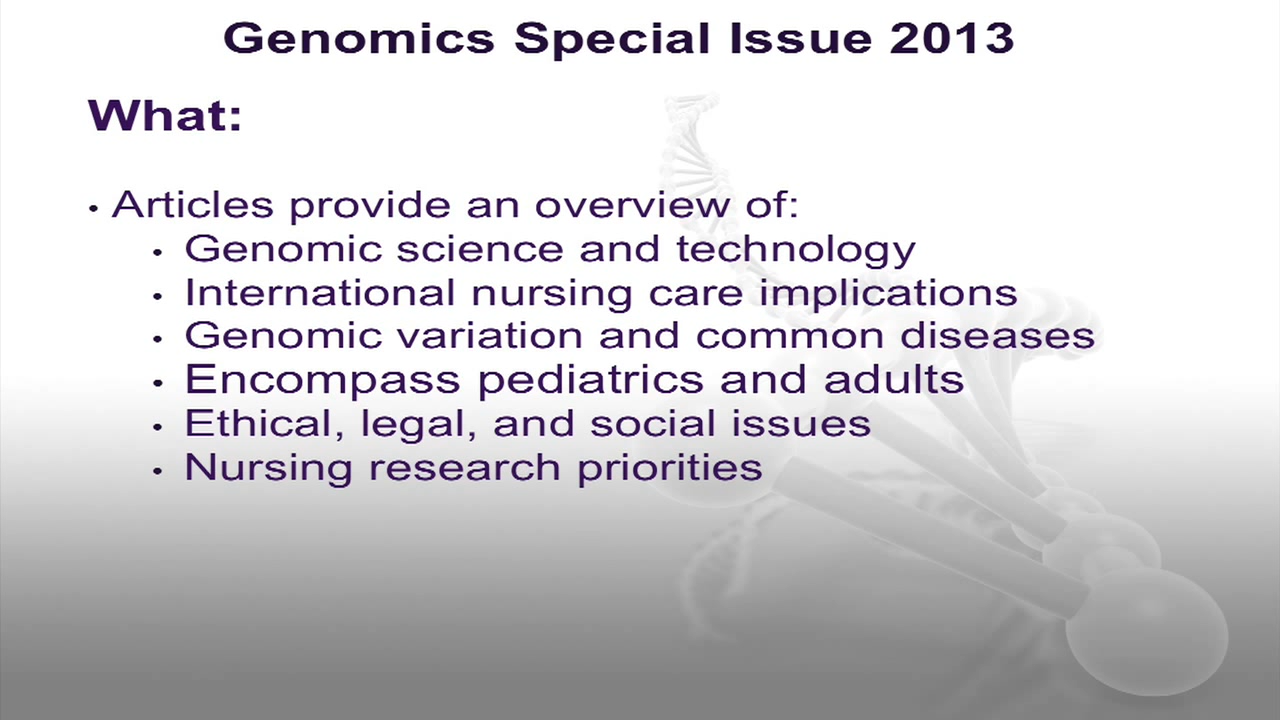 Genomics Special Issue 2013
What:
• Articles provide an overview of:
• Genomic science and technology
• International nursing care implications
• Genomic variation and common diseases
• Encompass pediatrics and adults
• Ethical, legal, and social issues
• Nursing research priorities